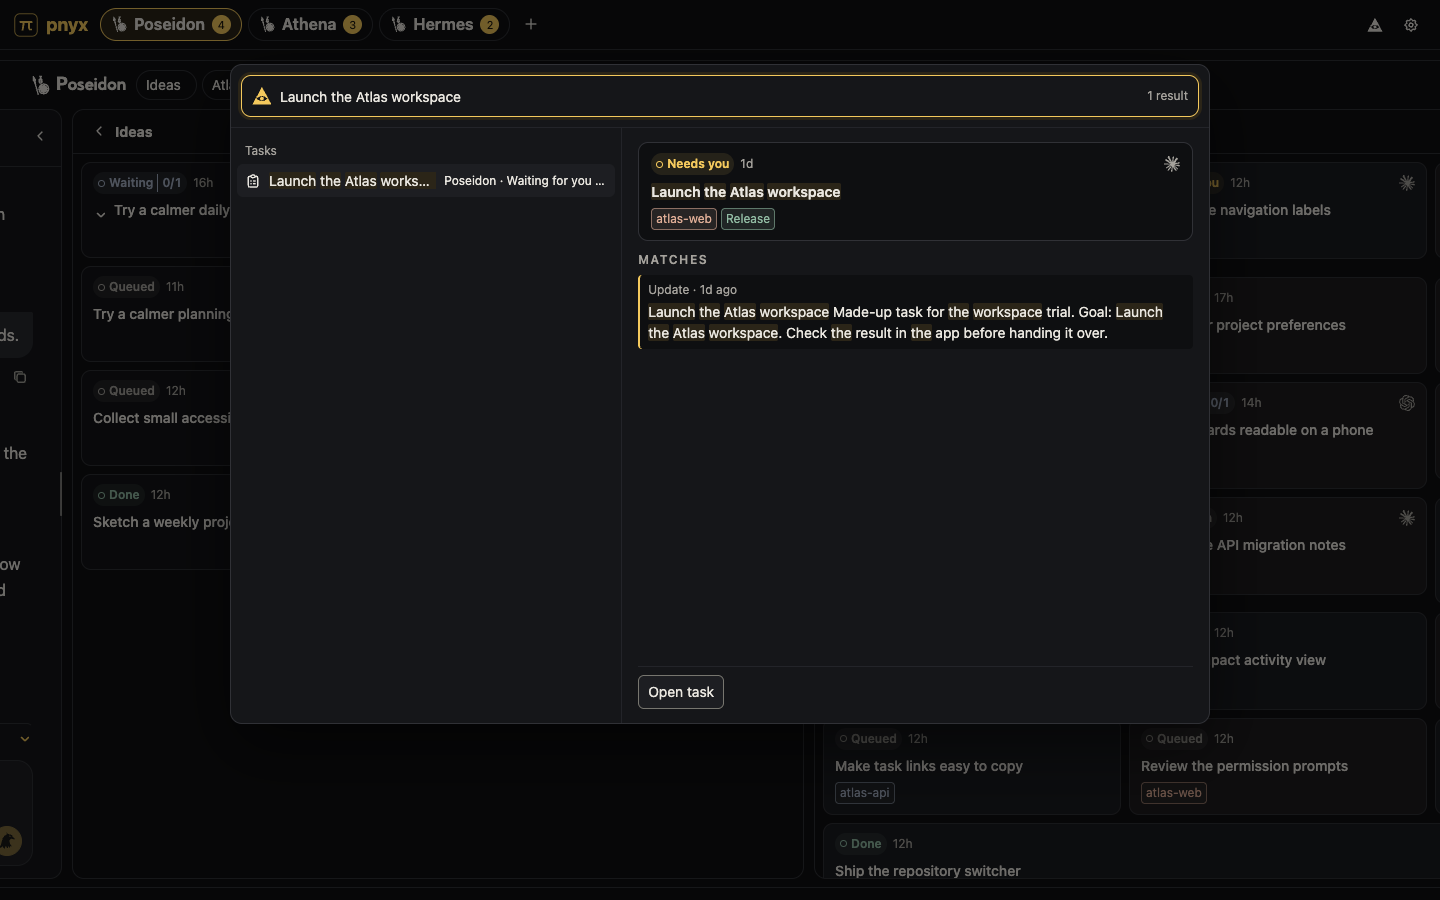 pnyx
Poseidon 4
Athena 3
Hermes 2
Poseidon
Ideas
Launch the Atlas workspace
1 result
Ideas
Waiting 0/1 16h
Try a calmer daily
Queued 11h
Try a calmer planning
ds.
Queued 12h
Collect small
the
Done 12h
Sketch a weekly
Tasks
Launch the Atlas works...
Poseidon · Waiting for you ...
Needs you 1d
Launch the Atlas workspace
atlas-web
Release
MATCHES
Update · 1d ago
Launch the Atlas workspace Made-up task for the workspace trial. Goal: Launch
the Atlas workspace. Check the result in the app before handing it over.
Open task
12h
navigation labels
17h
project preferences
0/1 14h
readable on a phone
12h
API migration notes
12h
activity view
Queued 12h
Make task links easy to copy
atlas-api
Queued 12h
Review the permission prompts
atlas-web
Done 12h
Ship the repository switcher